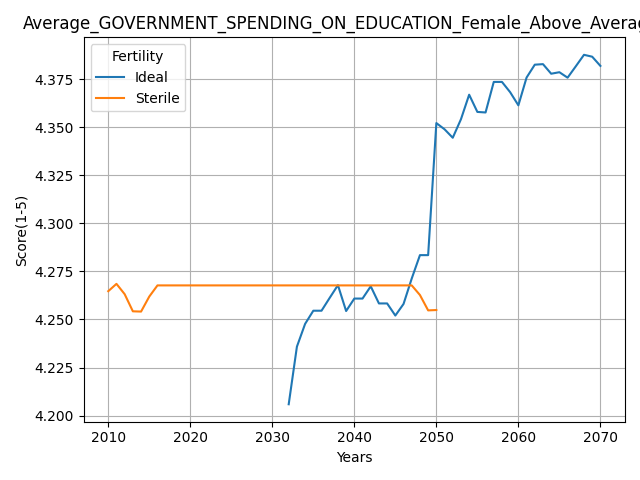 Average_GOVERNMENT_SPENDING_ON_EDUCATION_Female_Above_Averag
Fertility
Ideal
Sterile
4.375
4.350
4.325
4.300
4.275
4.250
4.225
4.200
Score(1-5)
2010 2020 2030 2040 2050 2060 2070
Years